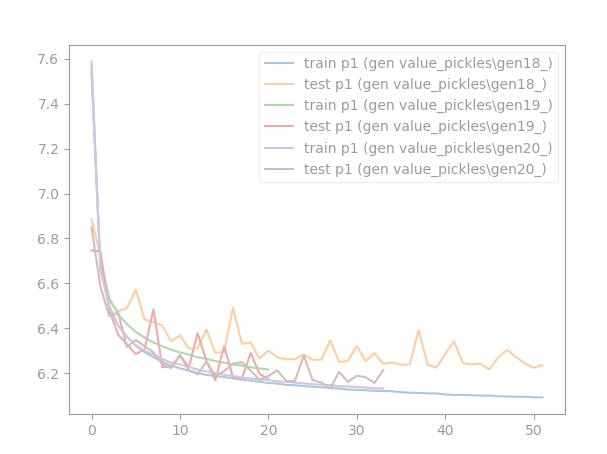 7.6
7.4
7.2
7.0
6.8
6.6
6.4
6.2
0
10
20
30
40
50
train p1 (gen value_pickles\gen18_)
test p1 (gen value_pickles\gen18_)
train p1 (gen value_pickles\gen19_)
test p1 (gen value_pickles\gen19_)
train p1 (gen value_pickles\gen20_)
test p1 (gen value_pickles\gen20_)